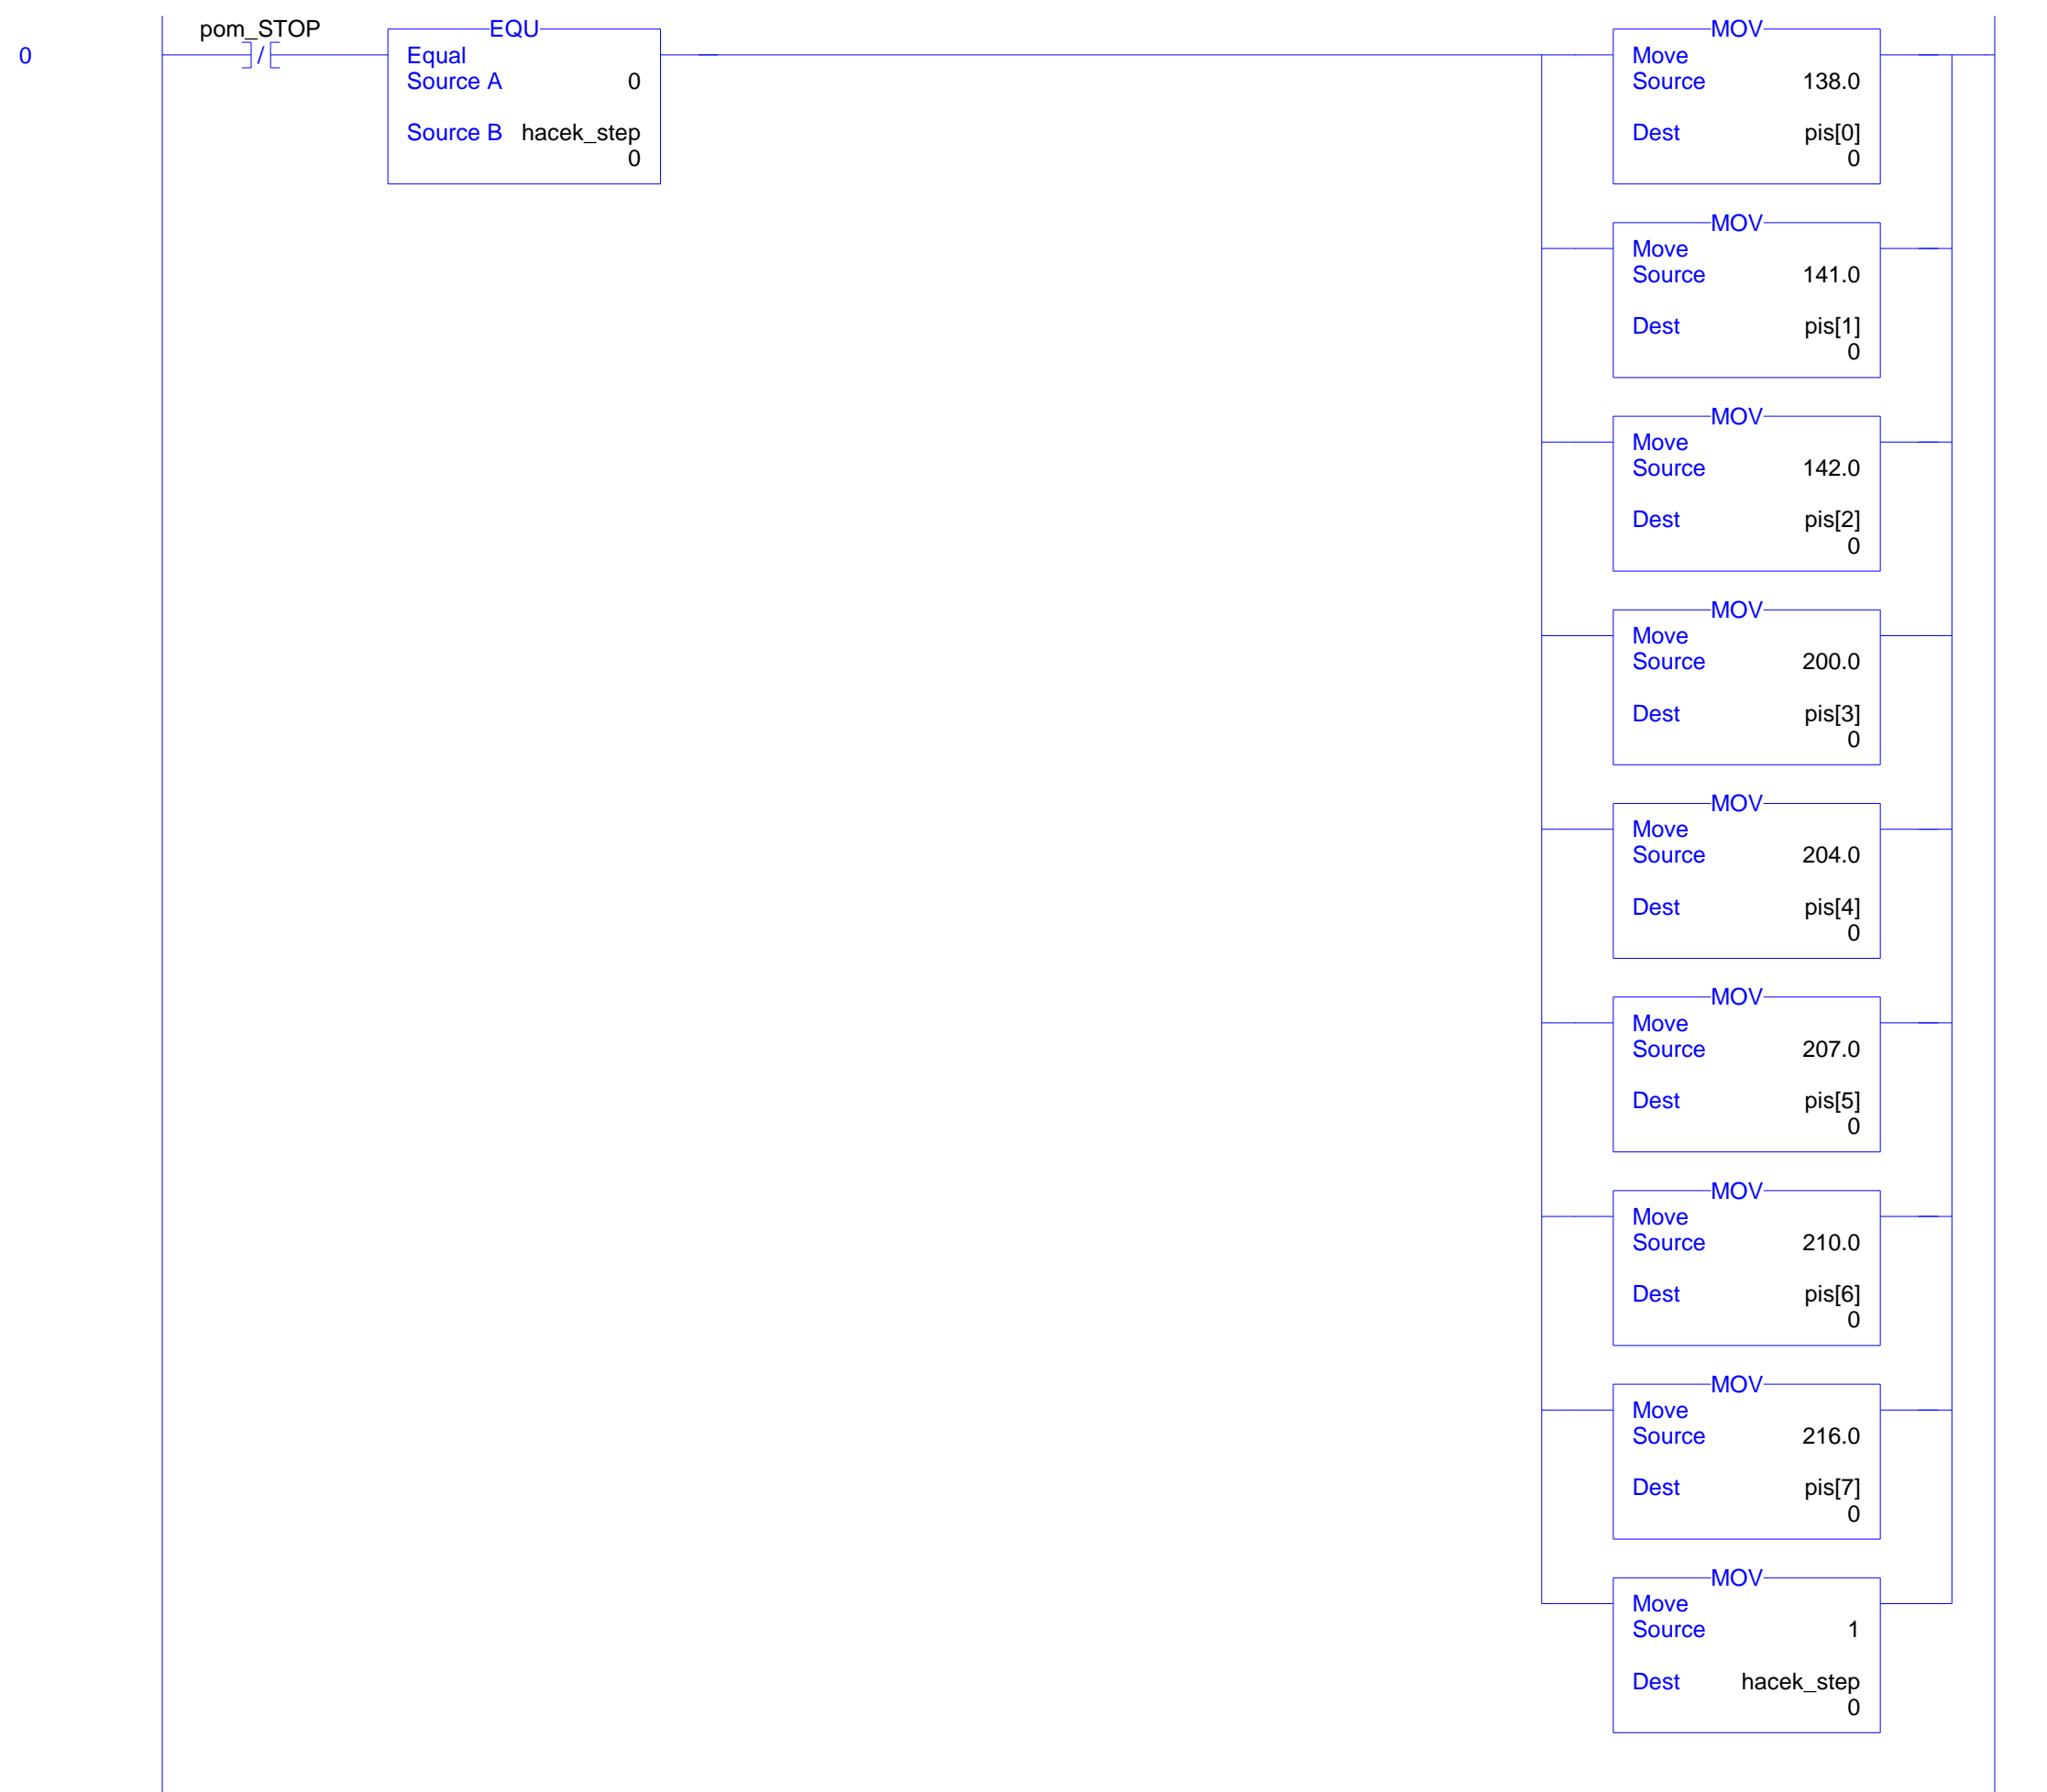 0
pom_STOP
/
EQU
Equal
Source A 0
Source B hacek_step
0
MOV
Move
Source 138.0
Dest pis[0]
0
MOV
Move
Source 141.0
Dest pis[1]
0
MOV
Move
Source 142.0
Dest pis[2]
0
MOV
Move
Source 200.0
Dest pis[3]
0
MOV
Move
Source 204.0
Dest pis[4]
0
MOV
Move
Source 207.0
Dest pis[5]
0
MOV
Move
Source 210.0
Dest pis[6]
0
MOV
Move
Source 216.0
Dest pis[7]
0
MOV
Move
Source 1
Dest hacek_step
0